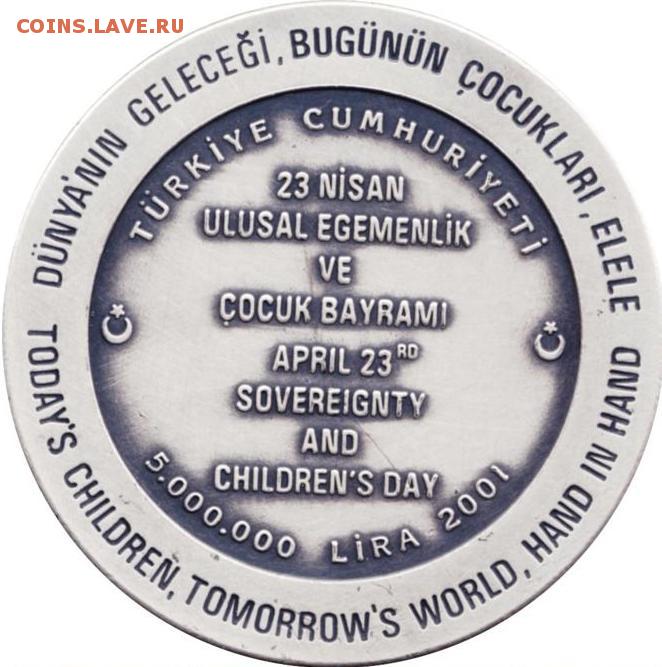 COINS.LAVE.RU
DÜNYA'NIN GELECEĞİ, BUGÜNÜN ÇOCUKLARI, ELELE
TODAY'S CHILDREN, TOMORROW'S WORLD, HAND IN HAND
TÜRKİYE CUMHURİYETİ
23 NİSAN
ULUSAL EGEMENLİK
VE
ÇOCUK BAYRAMI
APRIL 23RD
SOVEREIGNTY
AND
CHILDREN'S DAY
5.000.000 LİRA 2001